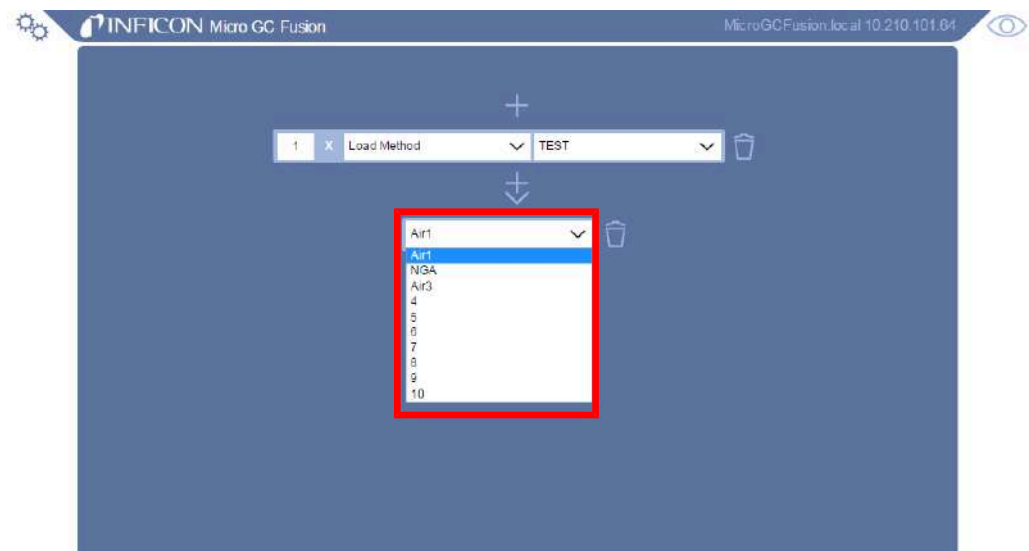 INFICON Micro GC Fusion
MicroGCFusion.local 10.210.101.64
1 X Load Method TEST
Air1
Air1
NGA
Air3
4
5
6
7
8
9
10